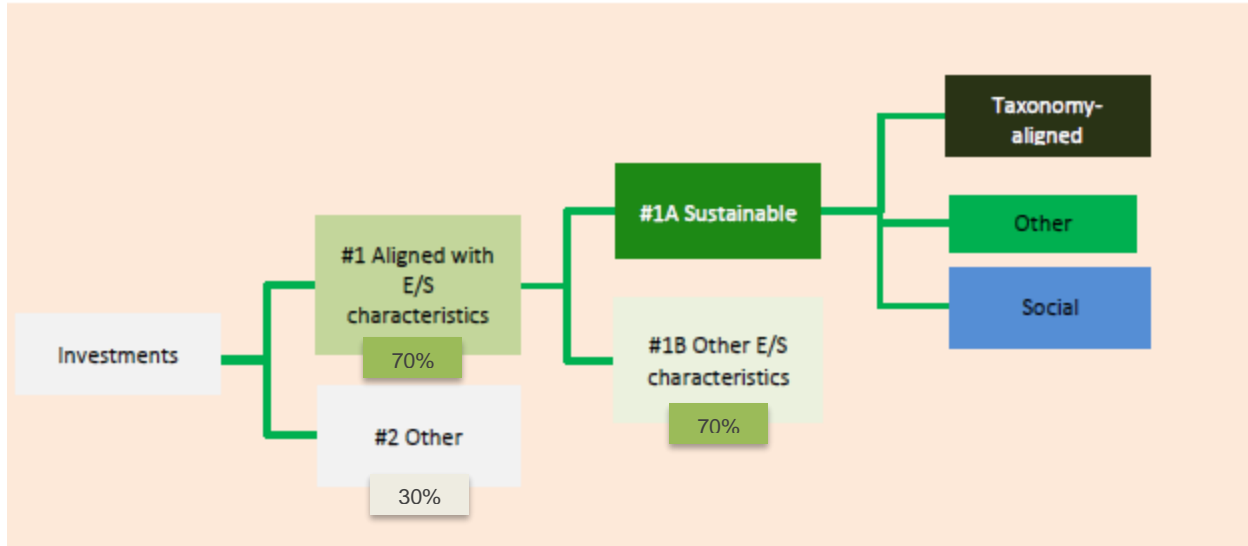 Investments
#1 Aligned with
E/S
characteristics
70%
#2 Other
30%
#1A Sustainable
#1B Other E/S
characteristics
70%
Taxonomy-
aligned
Other
Social